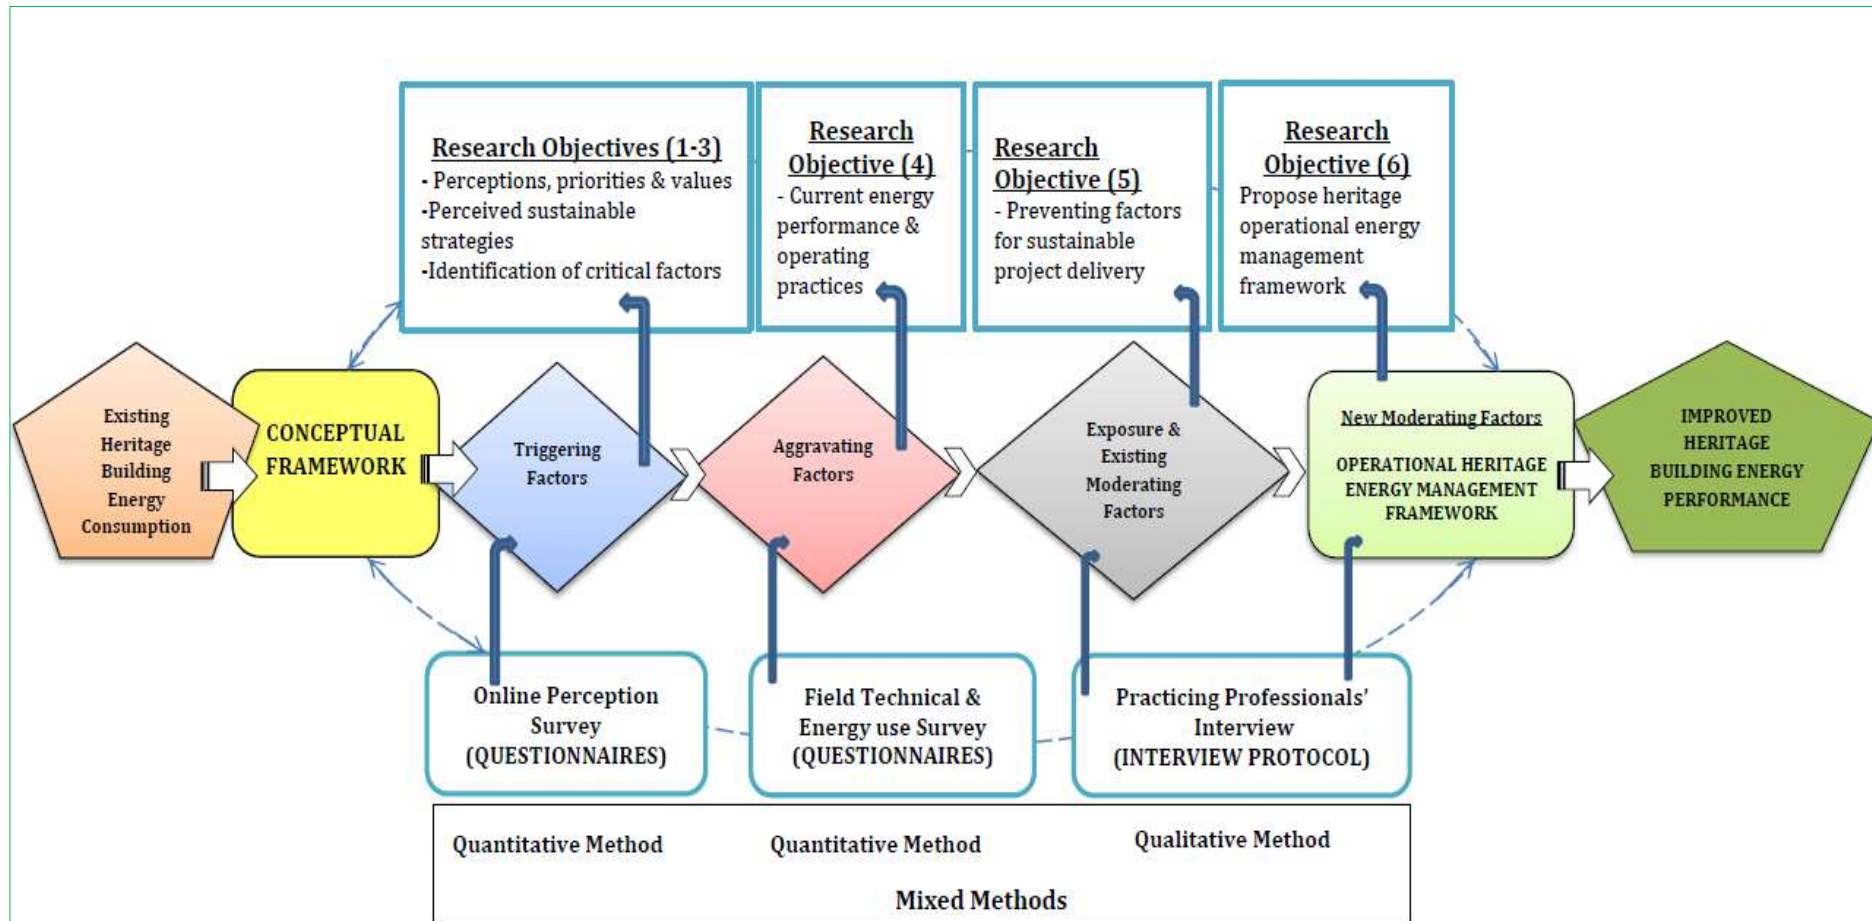 Research Objectives (1-3)
- Perceptions, priorities & values
-Perceived sustainable
strategies
-Identification of critical factors
Research
Objective (4)
- Current energy
performance &
operating
practices
Research
Objective (5)
- Preventing factors
for sustainable
project delivery
Research
Objective (6)
Propose heritage
operational energy
management
framework
Existing
Heritage
Building
Energy
Consumption
CONCEPTUAL
FRAMEWORK
Triggering
Factors
Aggravating
Factors
Exposure &
Existing
Moderating
Factors
New Moderating Factors
OPERATIONAL HERITAGE
ENERGY MANAGEMENT
FRAMEWORK
IMPROVED
HERITAGE
BUILDING ENERGY
PERFORMANCE
Online Perception
Survey
(QUESTIONNAIRES)
Field Technical &
Energy use Survey
(QUESTIONNAIRES)
Practicing Professionals’
Interview
(INTERVIEW PROTOCOL)
Quantitative Method
Quantitative Method
Qualitative Method
Mixed Methods